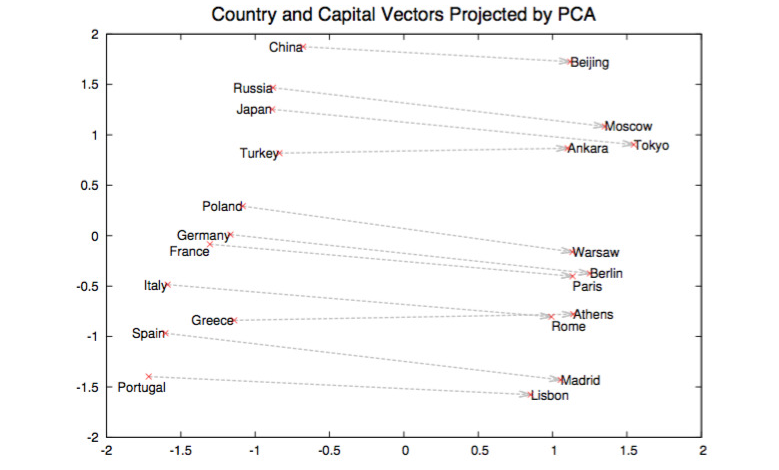 Country and Capital Vectors Projected by PCA
2
China
Beijing
1.5
Russia
Japan
Moscow
1
Turkey
Ankara
Tokyo
0.5
Poland
0
Germany
France
Warsaw
Berlin
Paris
-0.5
Italy
Greece
Athens
Rome
-1
Spain
Madrid
-1.5
Portugal
Lisbon
-2
-2 -1.5 -1 -0.5 0 0.5 1 1.5 2